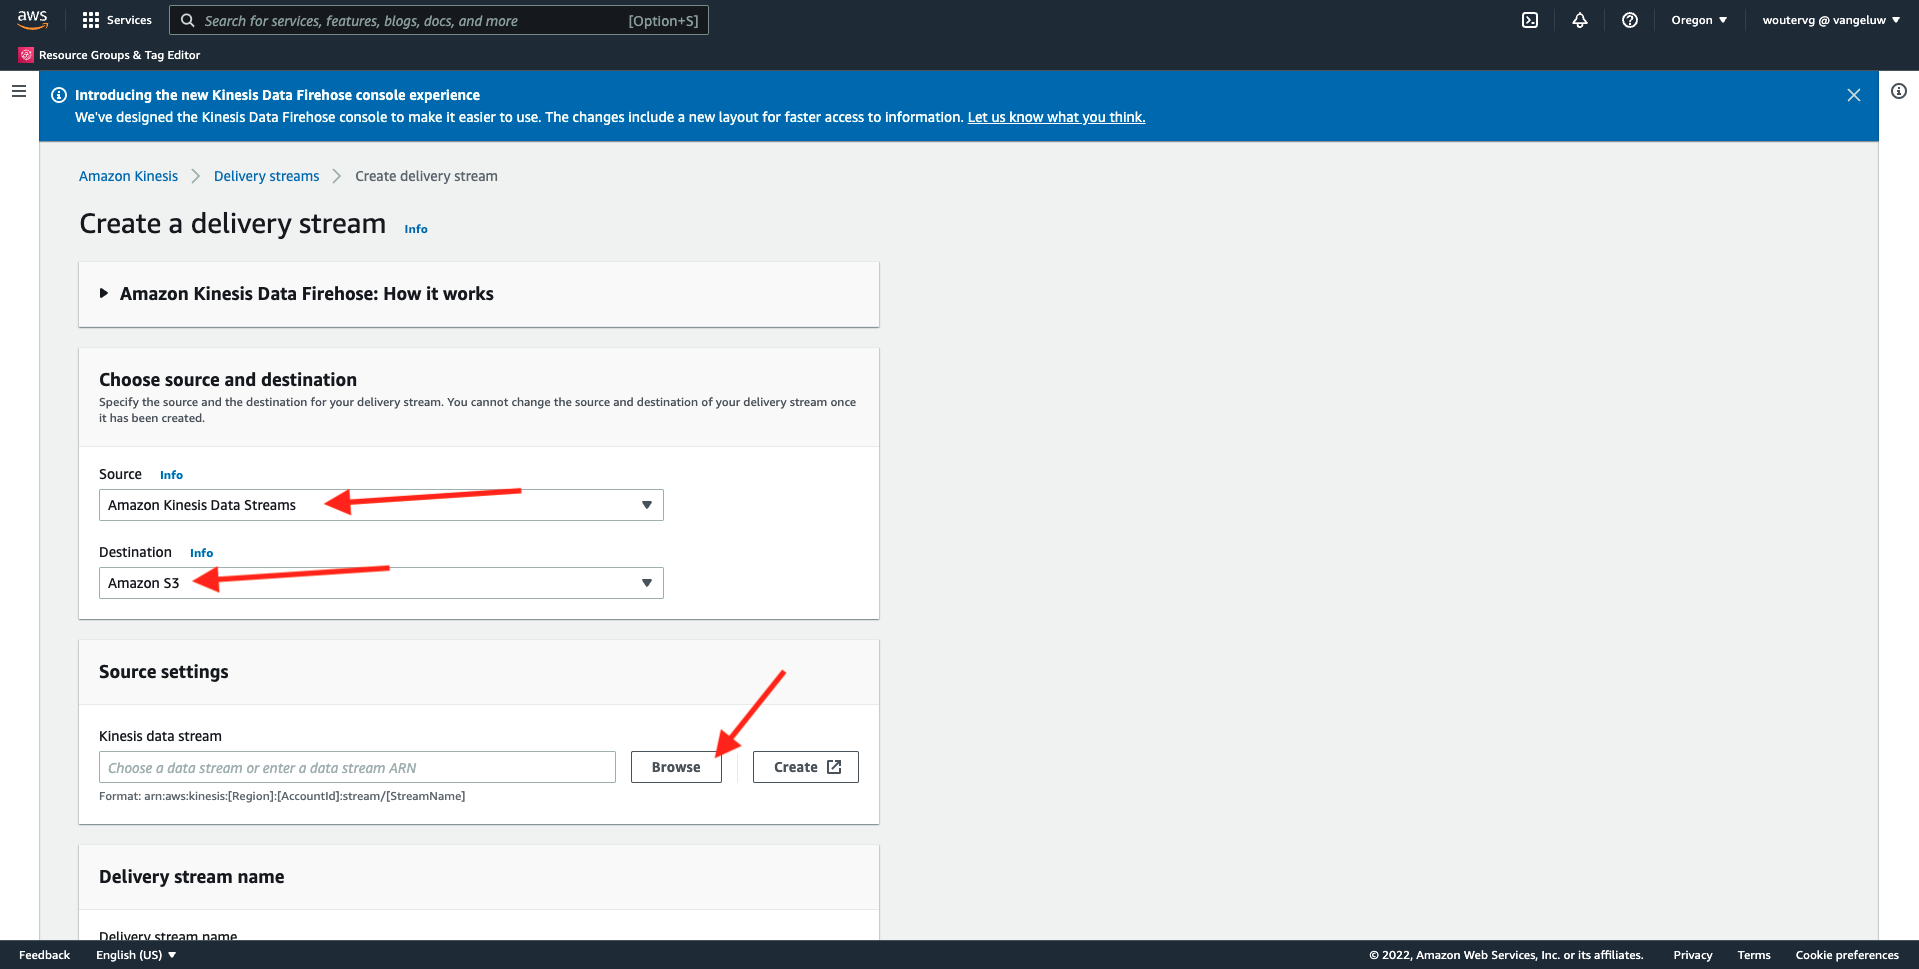 aws
Services
Search for services, features, blogs, docs, and more
[Option+S]
Oregon
woutervg @ vangeluw
Resource Groups & Tag Editor
Introducing the new Kinesis Data Firehose console experience
We've designed the Kinesis Data Firehose console to make it easier to use. The changes include a new layout for faster access to information. Let us know what you think.
Amazon Kinesis
Delivery streams
Create delivery stream
Create a delivery stream Info
Amazon Kinesis Data Firehose: How it works
Choose source and destination
Specify the source and the destination for your delivery stream. You cannot change the source and destination of your delivery stream once
it has been created.
Source Info
Amazon Kinesis Data Streams
Destination Info
Amazon S3
Source settings
Kinesis data stream
Choose a data stream or enter a data stream ARN
Browse
Create
Format: arn:aws:kinesis:[Region]:[AccountId]:stream/[StreamName]
Delivery stream name
Delivery stream name
Feedback
English (US)
© 2022, Amazon Web Services, Inc. or its affiliates.
Privacy
Terms
Cookie preferences